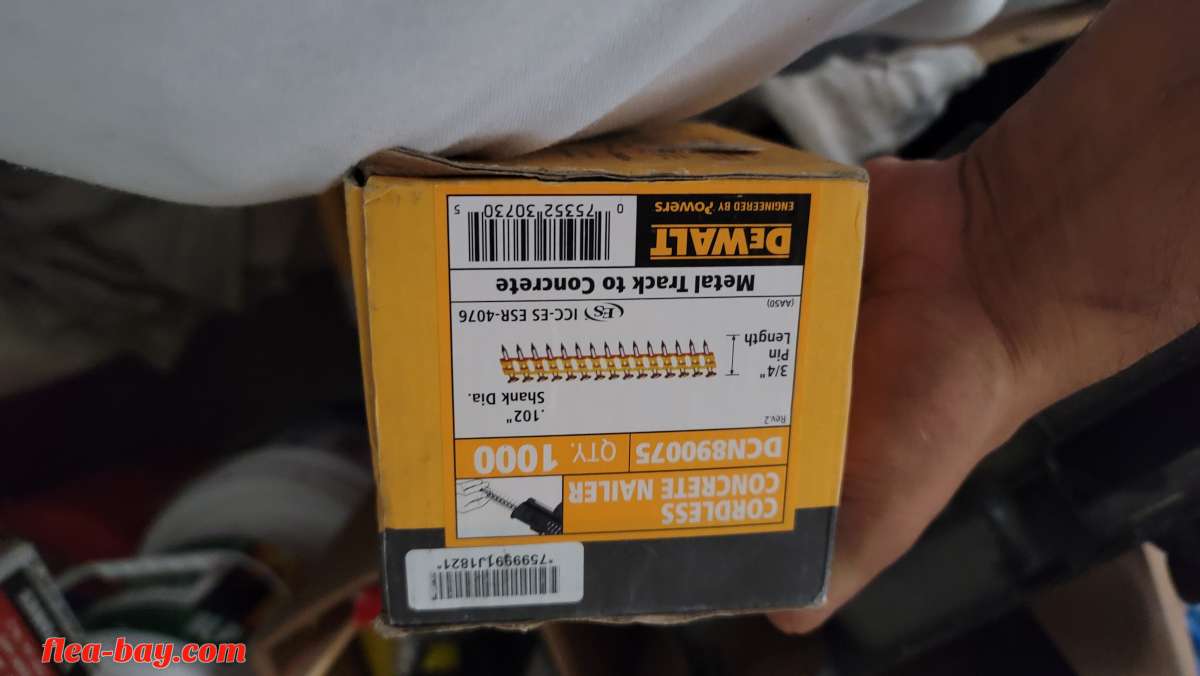 *759991J1821*
CORDLESS
CONCRETE NAILER
DCN890075 QTY. 1000
Rev.2
.102"
Shank Dia.
3/4"
Pin
Length
ES ICC-ES ESR-4076
(AA50)
Metal Track to Concrete
DEWALT
ENGINEERED BY Powers
0 75352 30730 5
flea-bay.com